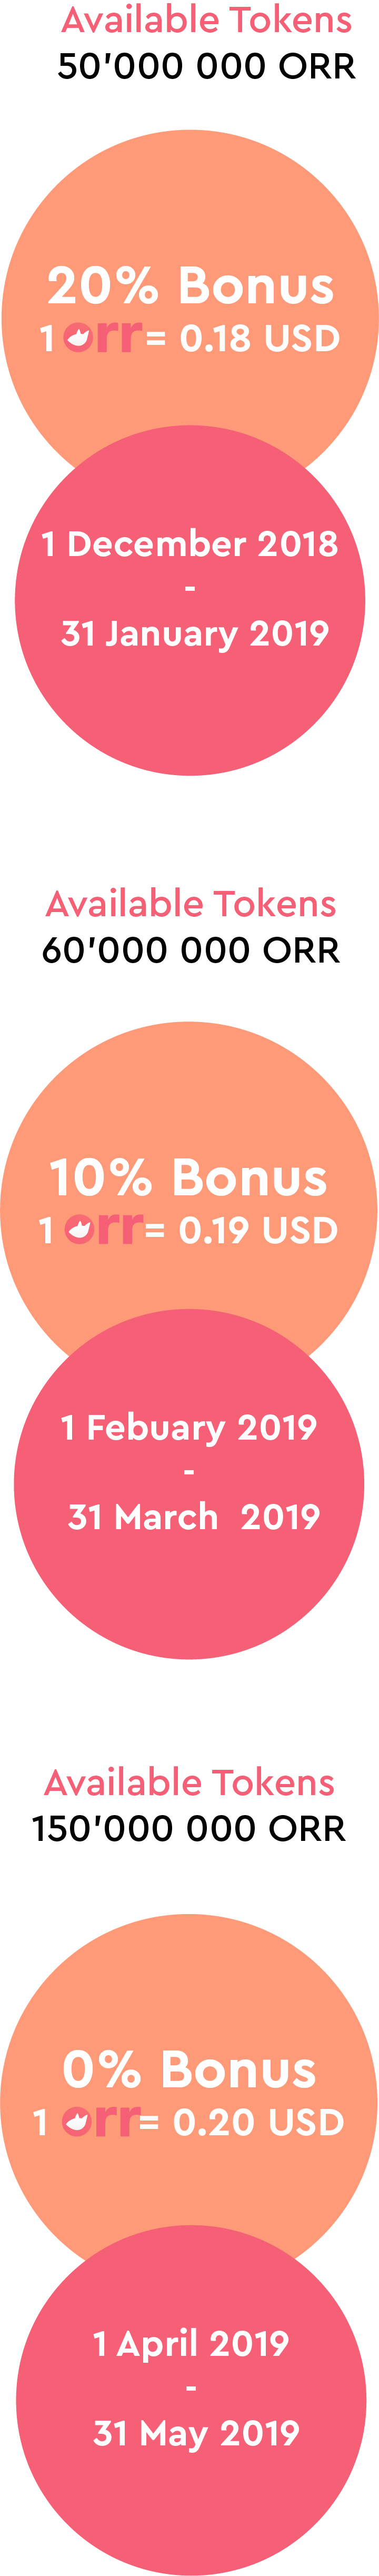 Available Tokens
50'000 000 ORR
20% Bonus
1 orr= 0.18 USD
1 December 2018
-
31 January 2019
Available Tokens
60'000 000 ORR
10% Bonus
1 orr= 0.19 USD
1 Febuary 2019
-
31 March 2019
Available Tokens
150'000 000 ORR
0% Bonus
1 orr= 0.20 USD
1 April 2019
-
31 May 2019